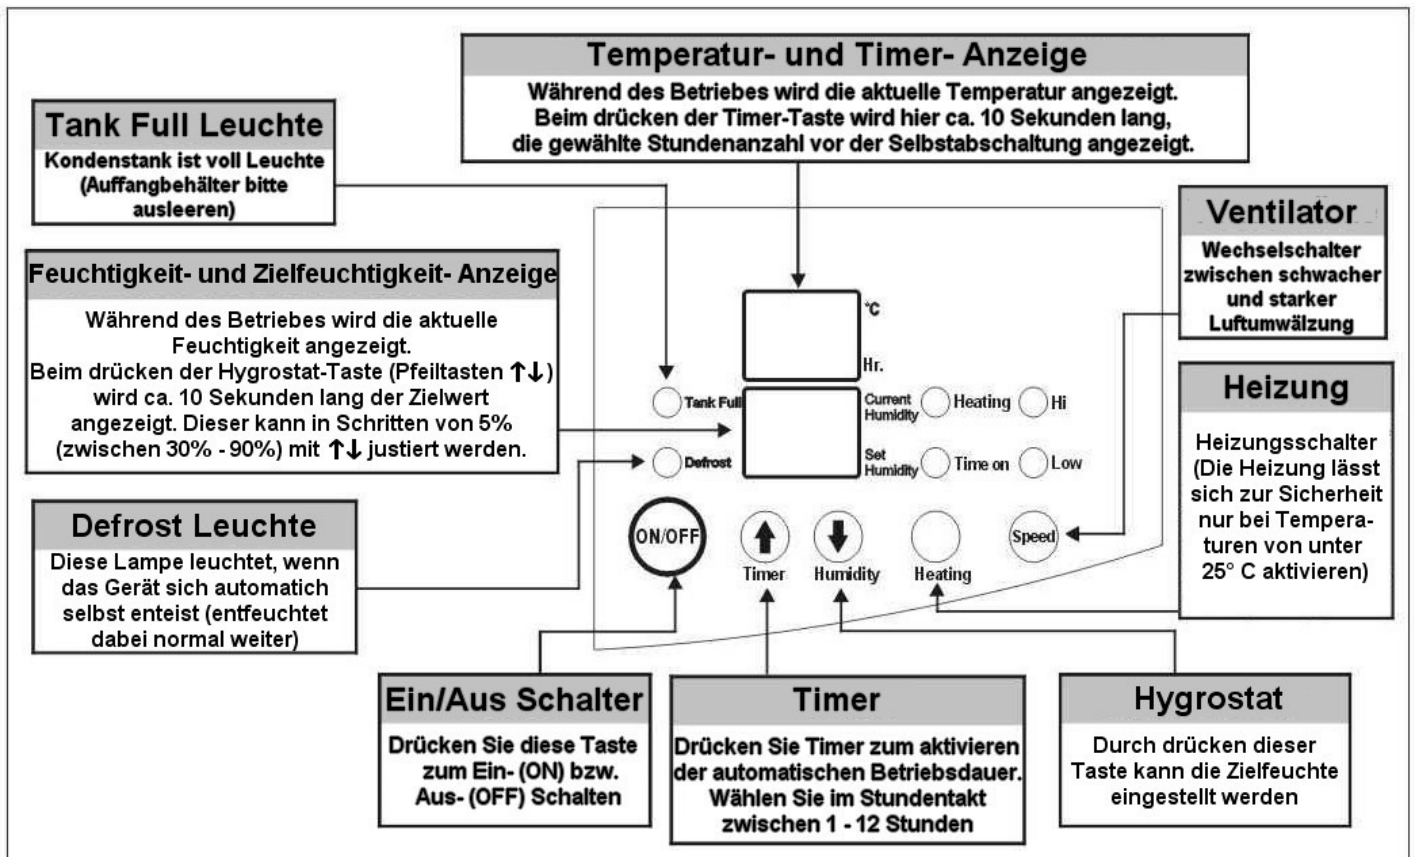 Temperatur- und Timer- Anzeige
Während des Betriebes wird die aktuelle Temperatur angezeigt.
Beim drücken der Timer-Taste wird hier ca. 10 Sekunden lang,
die gewählte Stundenanzahl vor der Selbstabschaltung angezeigt.
Tank Full Leuchte
Kondenstank ist voll Leuchte
(Auffangbehälter bitte
ausleeren)
Ventilator
Wechselschalter
zwischen schwacher
und starker
Luftumwälzung
Feuchtigkeit- und Zielfeuchtigkeit- Anzeige
Während des Betriebes wird die aktuelle
Feuchtigkeit angezeigt.
Beim drücken der Hygrostat-Taste (Pfeiltasten ↑↓)
wird ca. 10 Sekunden lang der Zielwert
angezeigt. Dieser kann in Schritten von 5%
(zwischen 30% - 90%) mit ↑↓ justiert werden.
°C
Hr.
Tank Full
Current
Humidity
Heating
Hi
Defrost
Set
Humidity
Time on
Low
ON/OFF
Timer
Humidity
Heating
Speed
Heizung
Heizungsschalter
(Die Heizung lässt
sich zur Sicherheit
nur bei Tempera-
turen von unter
25° C aktivieren)
Defrost Leuchte
Diese Lampe leuchtet, wenn
das Gerät sich automatich
selbst enteist (entfeuchtet
dabei normal weiter)
Ein/Aus Schalter
Drücken Sie diese Taste
zum Ein- (ON) bzw.
Aus- (OFF) Schalten
Timer
Drücken Sie Timer zum aktivieren
der automatischen Betriebsdauer.
Wählen Sie im Stundentakt
zwischen 1 - 12 Stunden
Hygrostat
Durch drücken dieser
Taste kann die Zielfeuchte
eingestellt werden